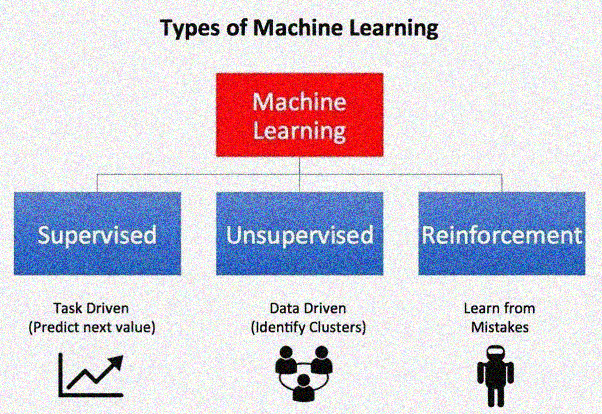 Types of Machine Learning
Machine
Learning
Supervised
Unsupervised
Reinforcement
Task Driven
(Predict next value)
Data Driven
(Identify Clusters)
Learn from
Mistakes